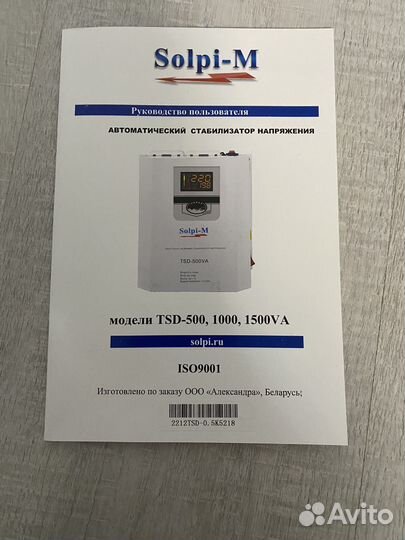 Solpi-M
Руководство пользователя
АВТОМАТИЧЕСКИЙ СТАБИЛИЗАТОР НАПРЯЖЕНИЯ
220
198
Solpi-M
TSD-500VA
модели TSD-500, 1000, 1500VA
solpi.ru
ISO9001
Изготовлено по заказу ООО «Александра», Беларусь;
2212TSD-0.5K5218
Avito